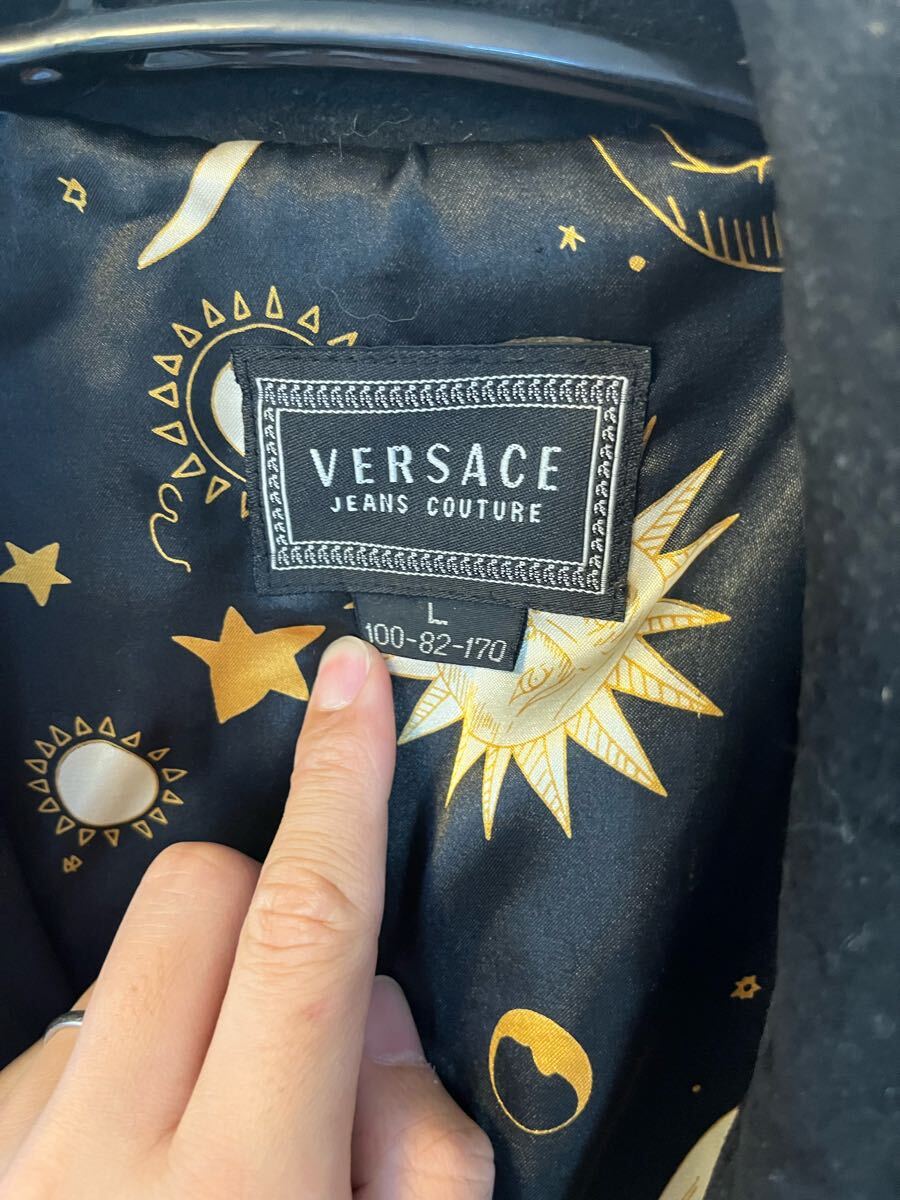 VERSACE
JEANS COUTURE
L
100-82-170